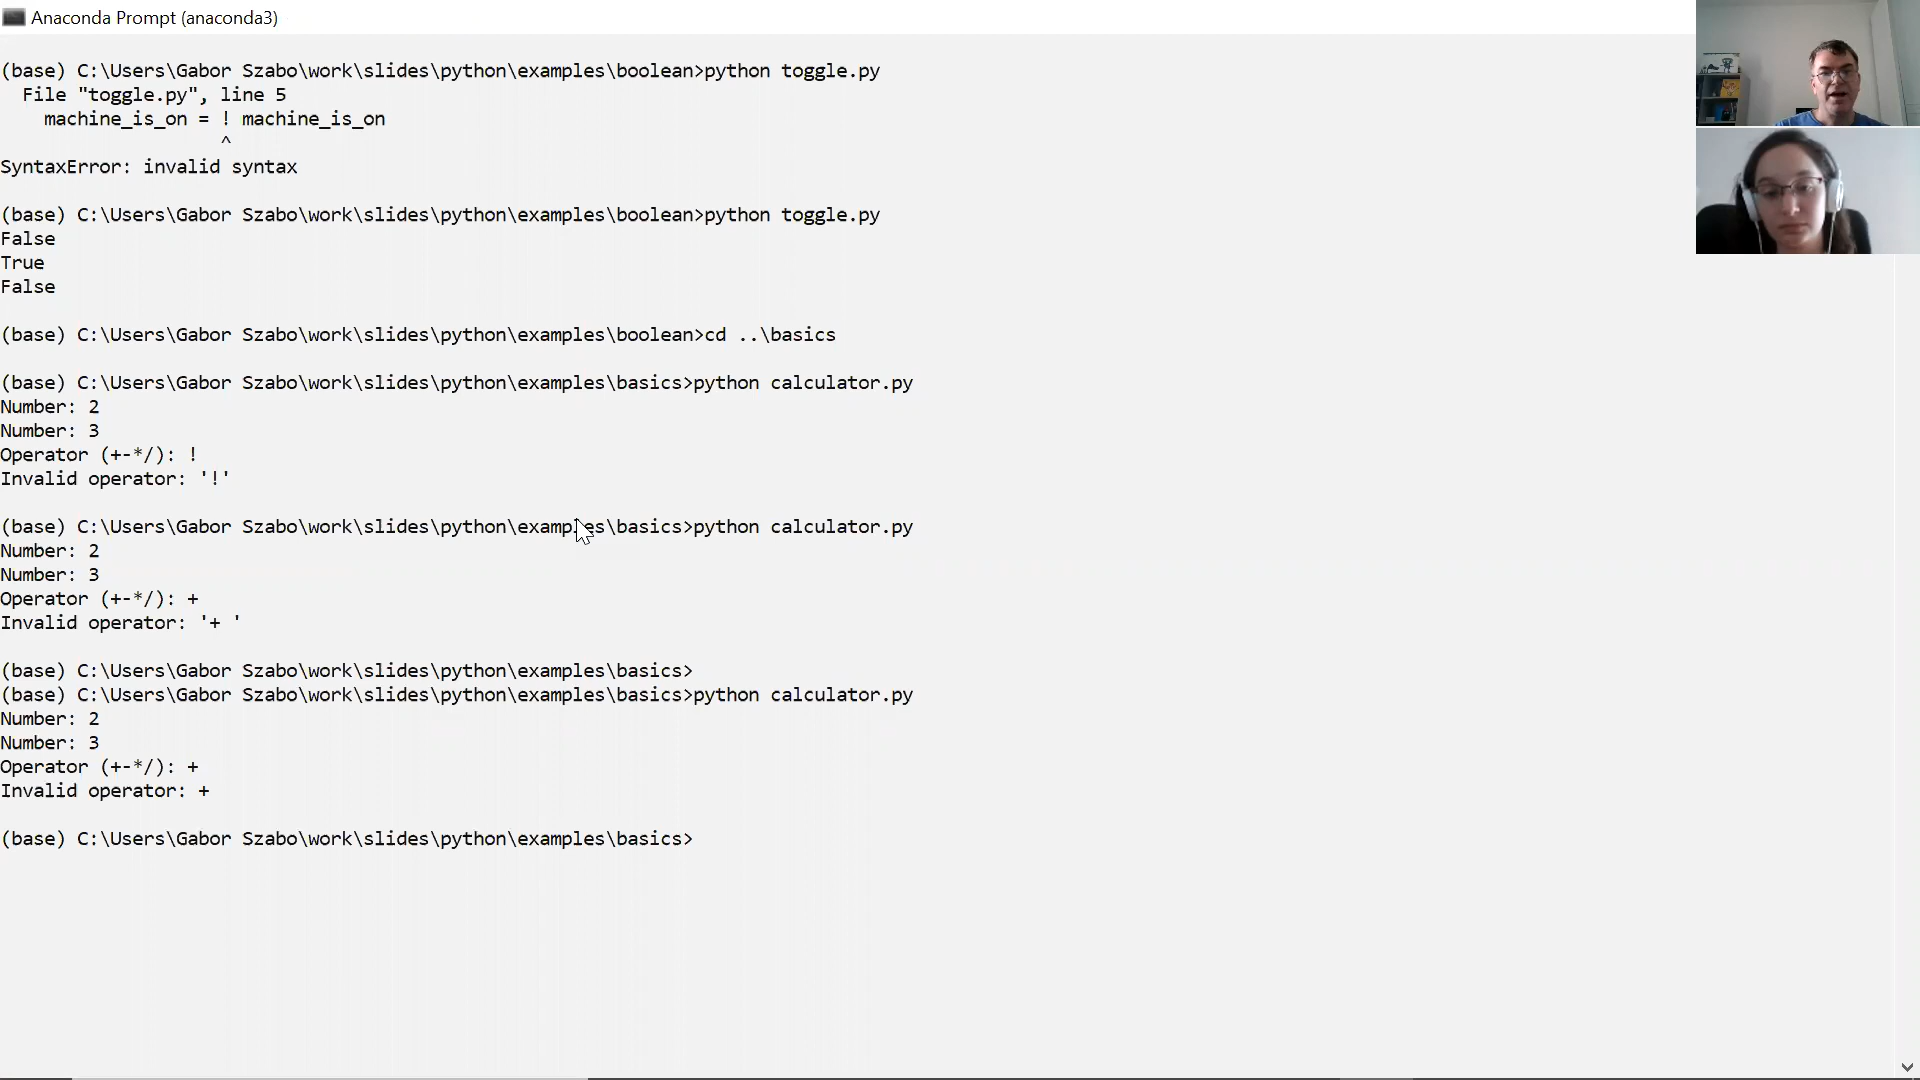 Anaconda Prompt (anaconda3)
(base) C:\Users\Gabor Szabo\work\slides\python\examples\boolean>python toggle.py
  File "toggle.py", line 5
    machine_is_on = ! machine_is_on
                    ^
SyntaxError: invalid syntax
(base) C:\Users\Gabor Szabo\work\slides\python\examples\boolean>python toggle.py
False
True
False
(base) C:\Users\Gabor Szabo\work\slides\python\examples\boolean>cd ..\basics
(base) C:\Users\Gabor Szabo\work\slides\python\examples\basics>python calculator.py
Number: 2
Number: 3
Operator (+-*/): !
Invalid operator: '!'
(base) C:\Users\Gabor Szabo\work\slides\python\examples\basics>python calculator.py
Number: 2
Number: 3
Operator (+-*/): +
Invalid operator: '+ '
(base) C:\Users\Gabor Szabo\work\slides\python\examples\basics>
(base) C:\Users\Gabor Szabo\work\slides\python\examples\basics>python calculator.py
Number: 2
Number: 3
Operator (+-*/): +
Invalid operator: +
(base) C:\Users\Gabor Szabo\work\slides\python\examples\basics>